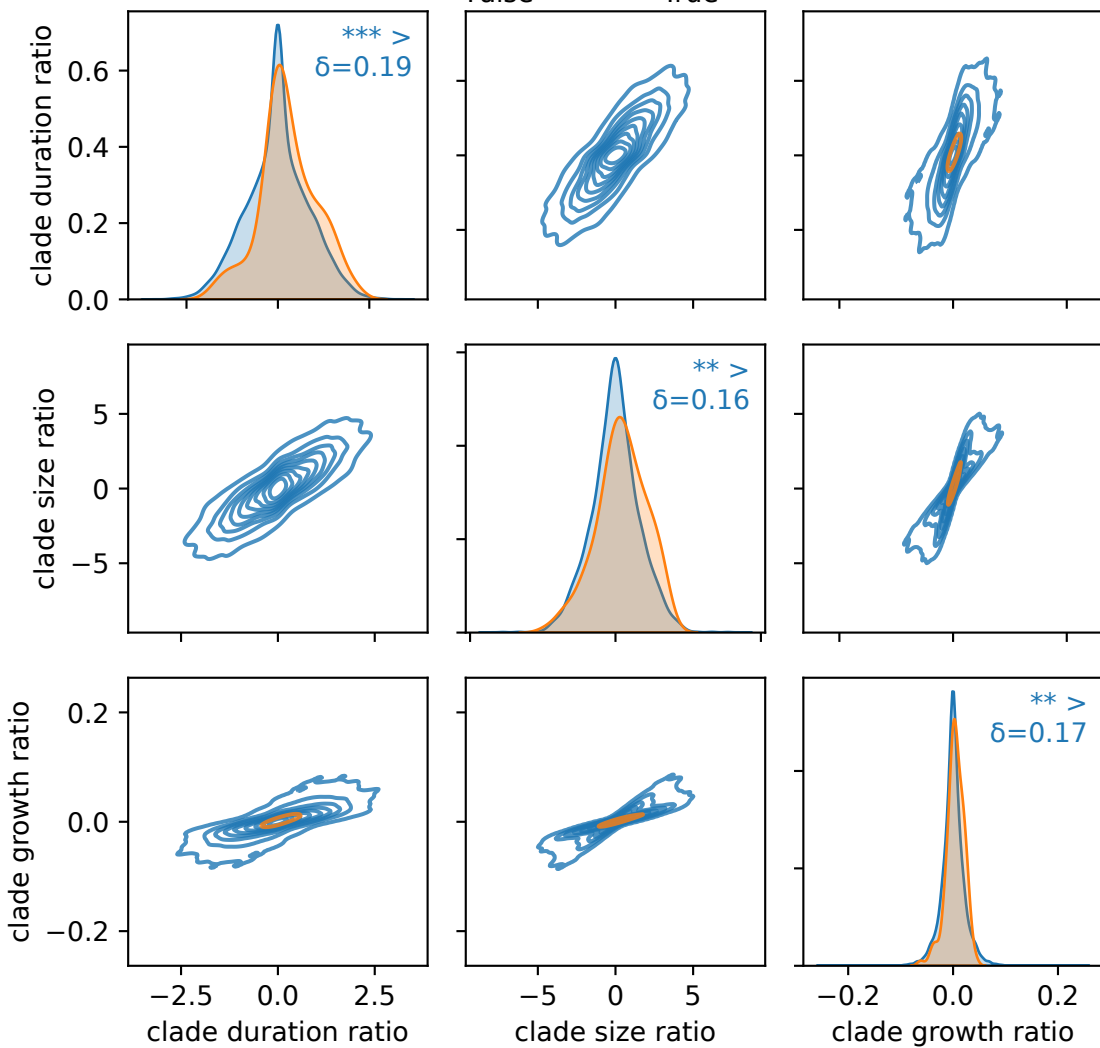 *** >
δ=0.19
clade duration ratio
0.6
0.4
0.2
0.0
** >
δ=0.16
clade size ratio
5
0
−5
** >
δ=0.17
clade growth ratio
0.2
0.0
−0.2
−2.5 0.0 2.5 −5 0 5 −0.2 0.0 0.2
clade duration ratio clade size ratio clade growth ratio